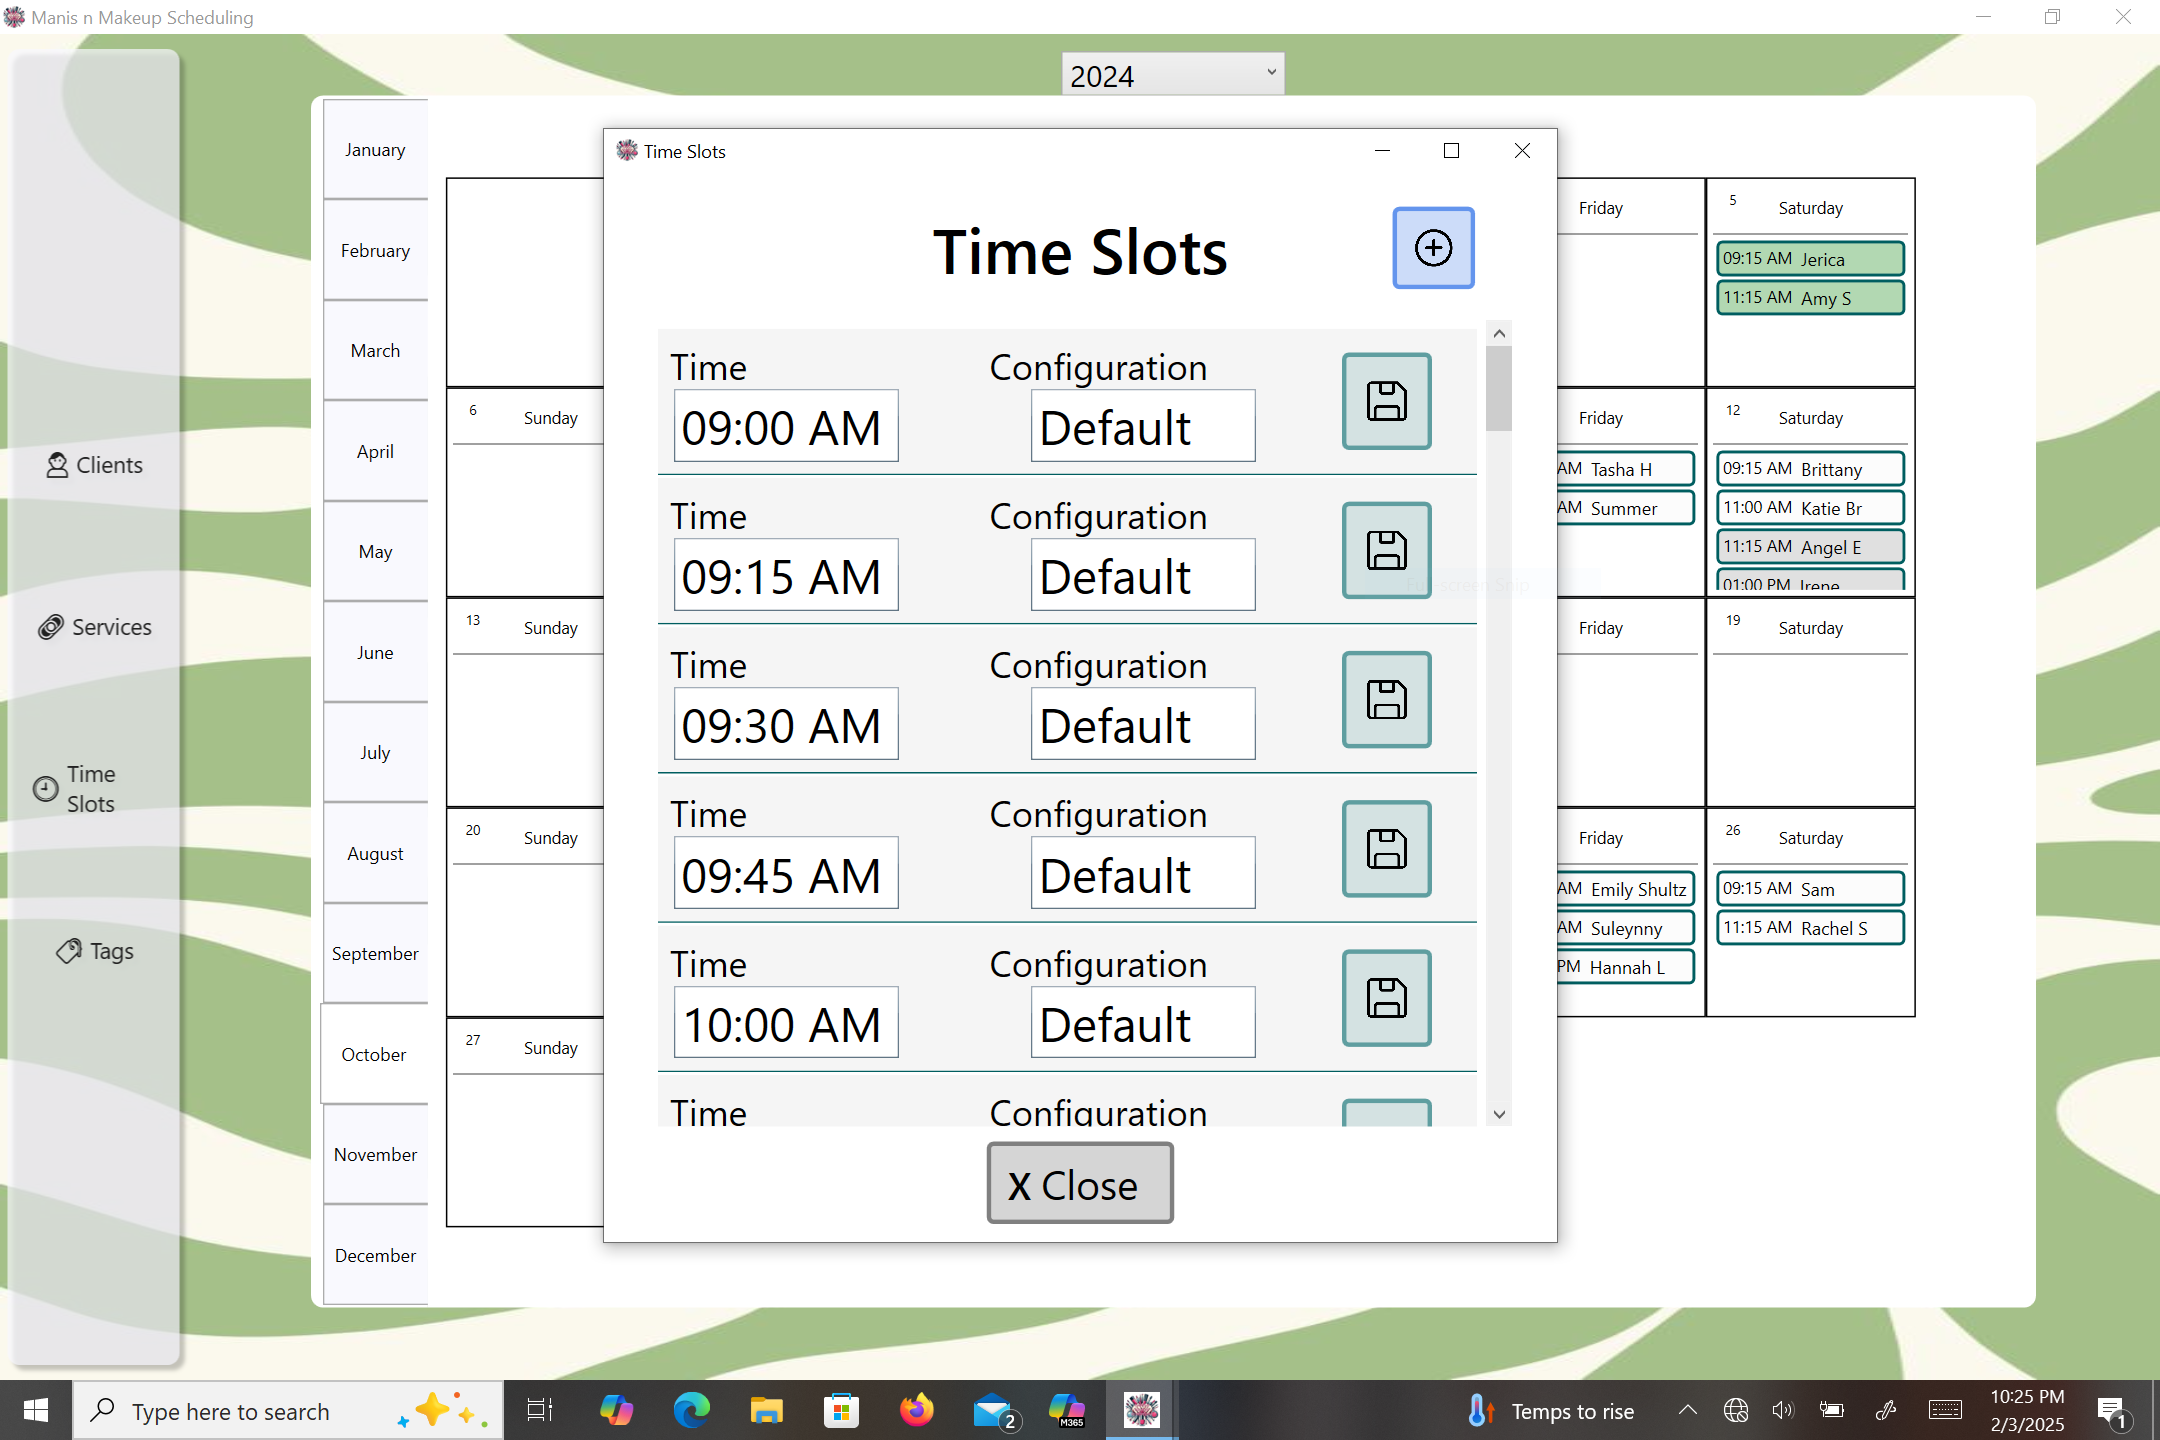 Manis n Makeup Scheduling
2024
Clients
Services
Time
Slots
Tags
January
February
March
April
May
June
July
August
September
October
November
December
Time Slots
Time Slots
Time Configuration
09:00 AM Default
Time Configuration
09:15 AM Default
Time Configuration
09:30 AM Default
Time Configuration
09:45 AM Default
Time Configuration
10:00 AM Default
Time Configuration
X Close
Friday
5 Saturday
09:15 AM Jerica
11:15 AM Amy S
6 Sunday
Friday
AM Tasha H
AM Summer
12 Saturday
09:15 AM Brittany
11:00 AM Katie Br
11:15 AM Angel E
01:00 PM Irene
13 Sunday
Friday
19 Saturday
20 Sunday
Friday
AM Emily Shultz
AM Suleynny
PM Hannah L
26 Saturday
09:15 AM Sam
11:15 AM Rachel S
27 Sunday
Full-screen Snip
Type here to search
2
M365
Temps to rise
10:25 PM
2/3/2025
1